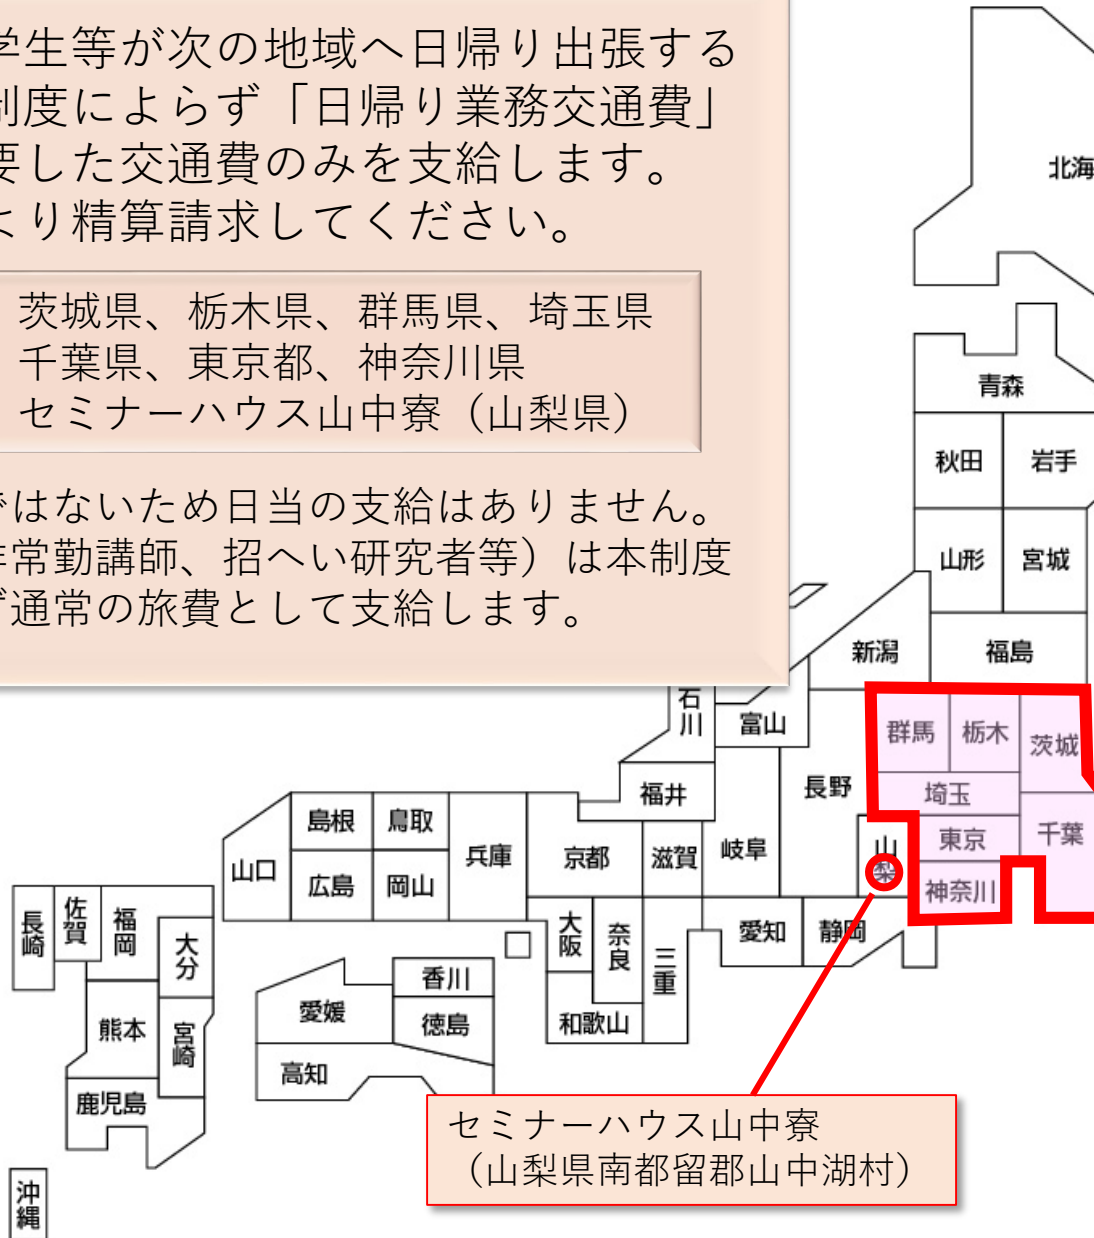 学生等が次の地域へ日帰り出張する
制度によらず「日帰り業務交通費」
要した交通費のみを支給します。
より精算請求してください。
茨城県、栃木県、群馬県、埼玉県
千葉県、東京都、神奈川県
セミナーハウス山中寮（山梨県）
ではないため日当の支給はありません。
非常勤講師、招へい研究者等）は本制度
ず通常の旅費として支給します。
北海
青森
秋田
岩手
山形
宮城
新潟
福島
石川
富山
群馬
栃木
茨城
福井
長野
埼玉
島根
鳥取
兵庫
京都
滋賀
岐阜
山梨
東京
千葉
山口
広島
岡山
神奈川
長崎
佐賀
福岡
大分
大阪
奈良
三重
愛知
静岡
香川
愛媛
徳島
和歌山
熊本
宮崎
高知
鹿児島
セミナーハウス山中寮
（山梨県南都留郡山中湖村）
沖縄